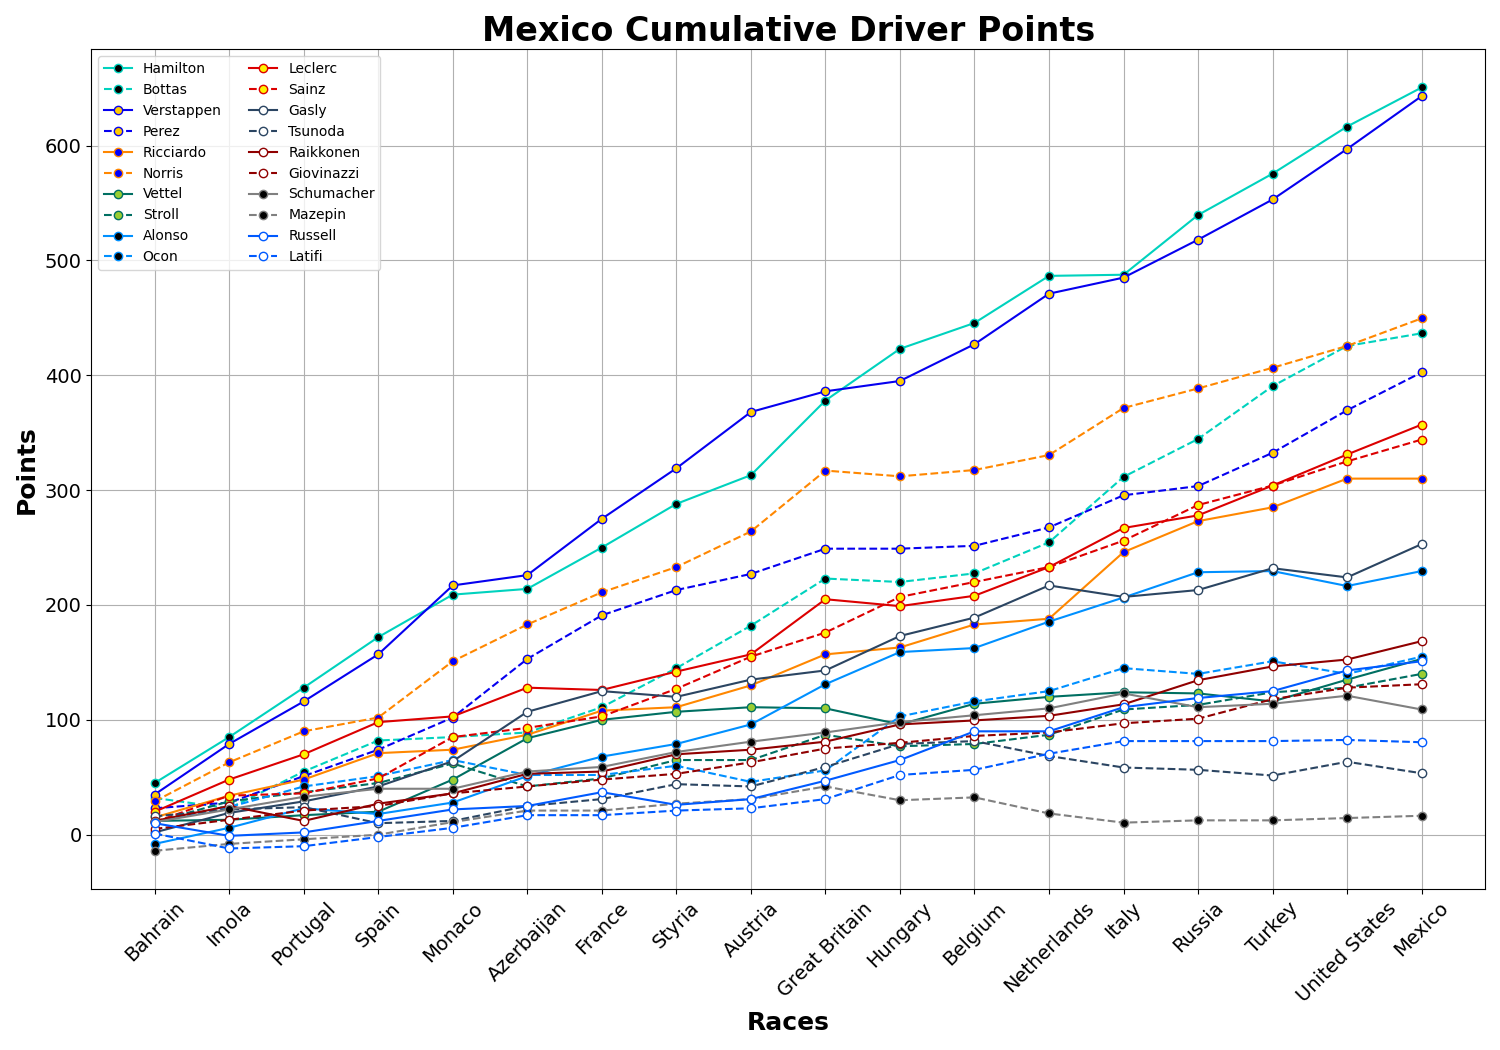 Mexico Cumulative Driver Points
Hamilton
Bottas
Verstappen
Perez
Ricciardo
Norris
Vettel
Stroll
Alonso
Ocon
Leclerc
Sainz
Gasly
Tsunoda
Raikkonen
Giovinazzi
Schumacher
Mazepin
Russell
Latifi
Points
600
500
400
300
200
100
0
Bahrain
Imola
Portugal
Spain
Monaco
Azerbaijan
France
Styria
Austria
Great Britain
Hungary
Belgium
Netherlands
Italy
Russia
Turkey
United States
Mexico
Races